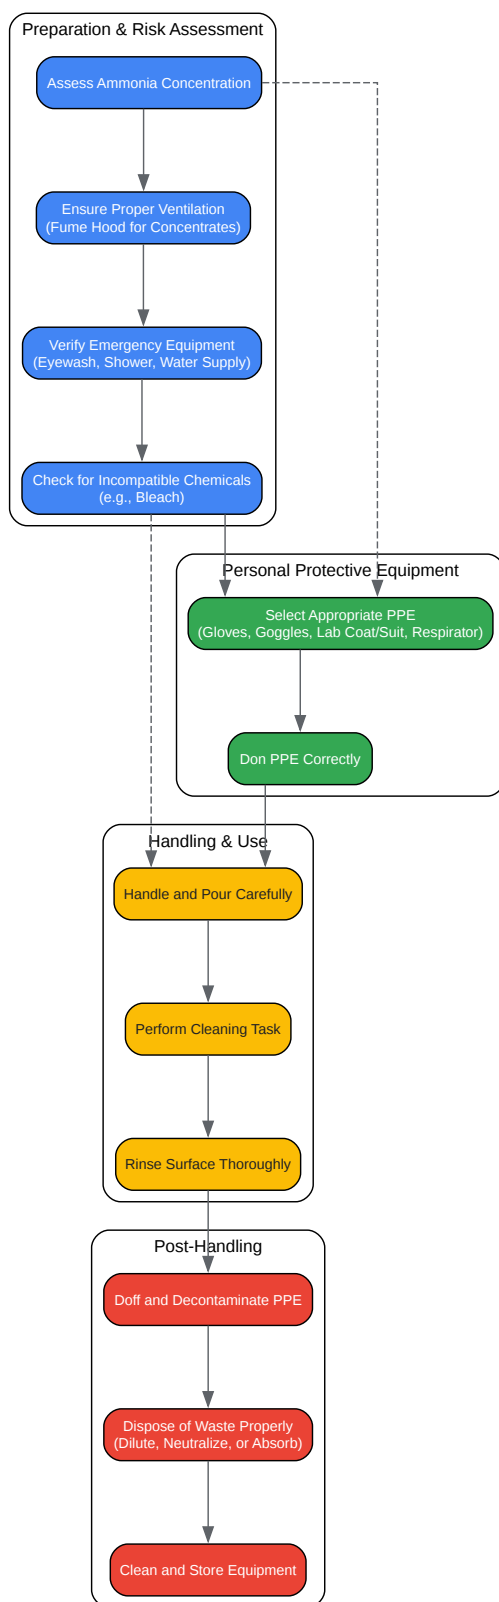 Preparation & Risk Assessment
Assess Ammonia Concentration
Ensure Proper Ventilation
(Fume Hood for Concentrates)
Verify Emergency Equipment
(Eyewash, Shower, Water Supply)
Check for Incompatible Chemicals
(e.g., Bleach)
Personal Protective Equipment
Select Appropriate PPE
(Gloves, Goggles, Lab Coat/Suit, Respirator)
Don PPE Correctly
Handling & Use
Handle and Pour Carefully
Perform Cleaning Task
Rinse Surface Thoroughly
Post-Handling
Doff and Decontaminate PPE
Dispose of Waste Properly
(Dilute, Neutralize, or Absorb)
Clean and Store Equipment